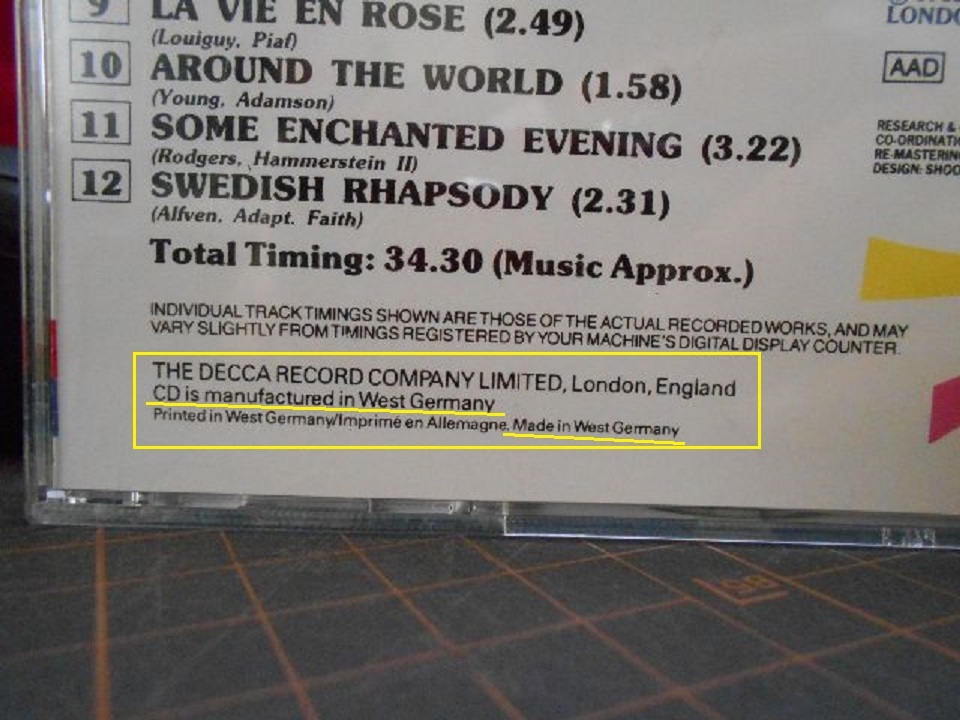 9 LA VIE EN ROSE (2.49)
(Louiguy, Piaf)
10 AROUND THE WORLD (1.58)
(Young, Adamson)
11 SOME ENCHANTED EVENING (3.22)
(Rodgers, Hammerstein II)
12 SWEDISH RHAPSODY (2.31)
(Alfven, Adapt. Faith)
Total Timing: 34.30 (Music Approx.)
INDIVIDUAL TRACK TIMINGS SHOWN ARE THOSE OF THE ACTUAL RECORDED WORKS, AND MAY
VARY SLIGHTLY FROM TIMINGS REGISTERED BY YOUR MACHINE'S DIGITAL DISPLAY COUNTER.
THE DECCA RECORD COMPANY LIMITED, London, England
CD is manufactured in West Germany
Printed in West Germany/Imprimé en Allemagne, Made in West Germany
LONDO
AAD
RESEARCH &
CO-ORDINATI
RE-MASTERING
DESIGN: SHOO